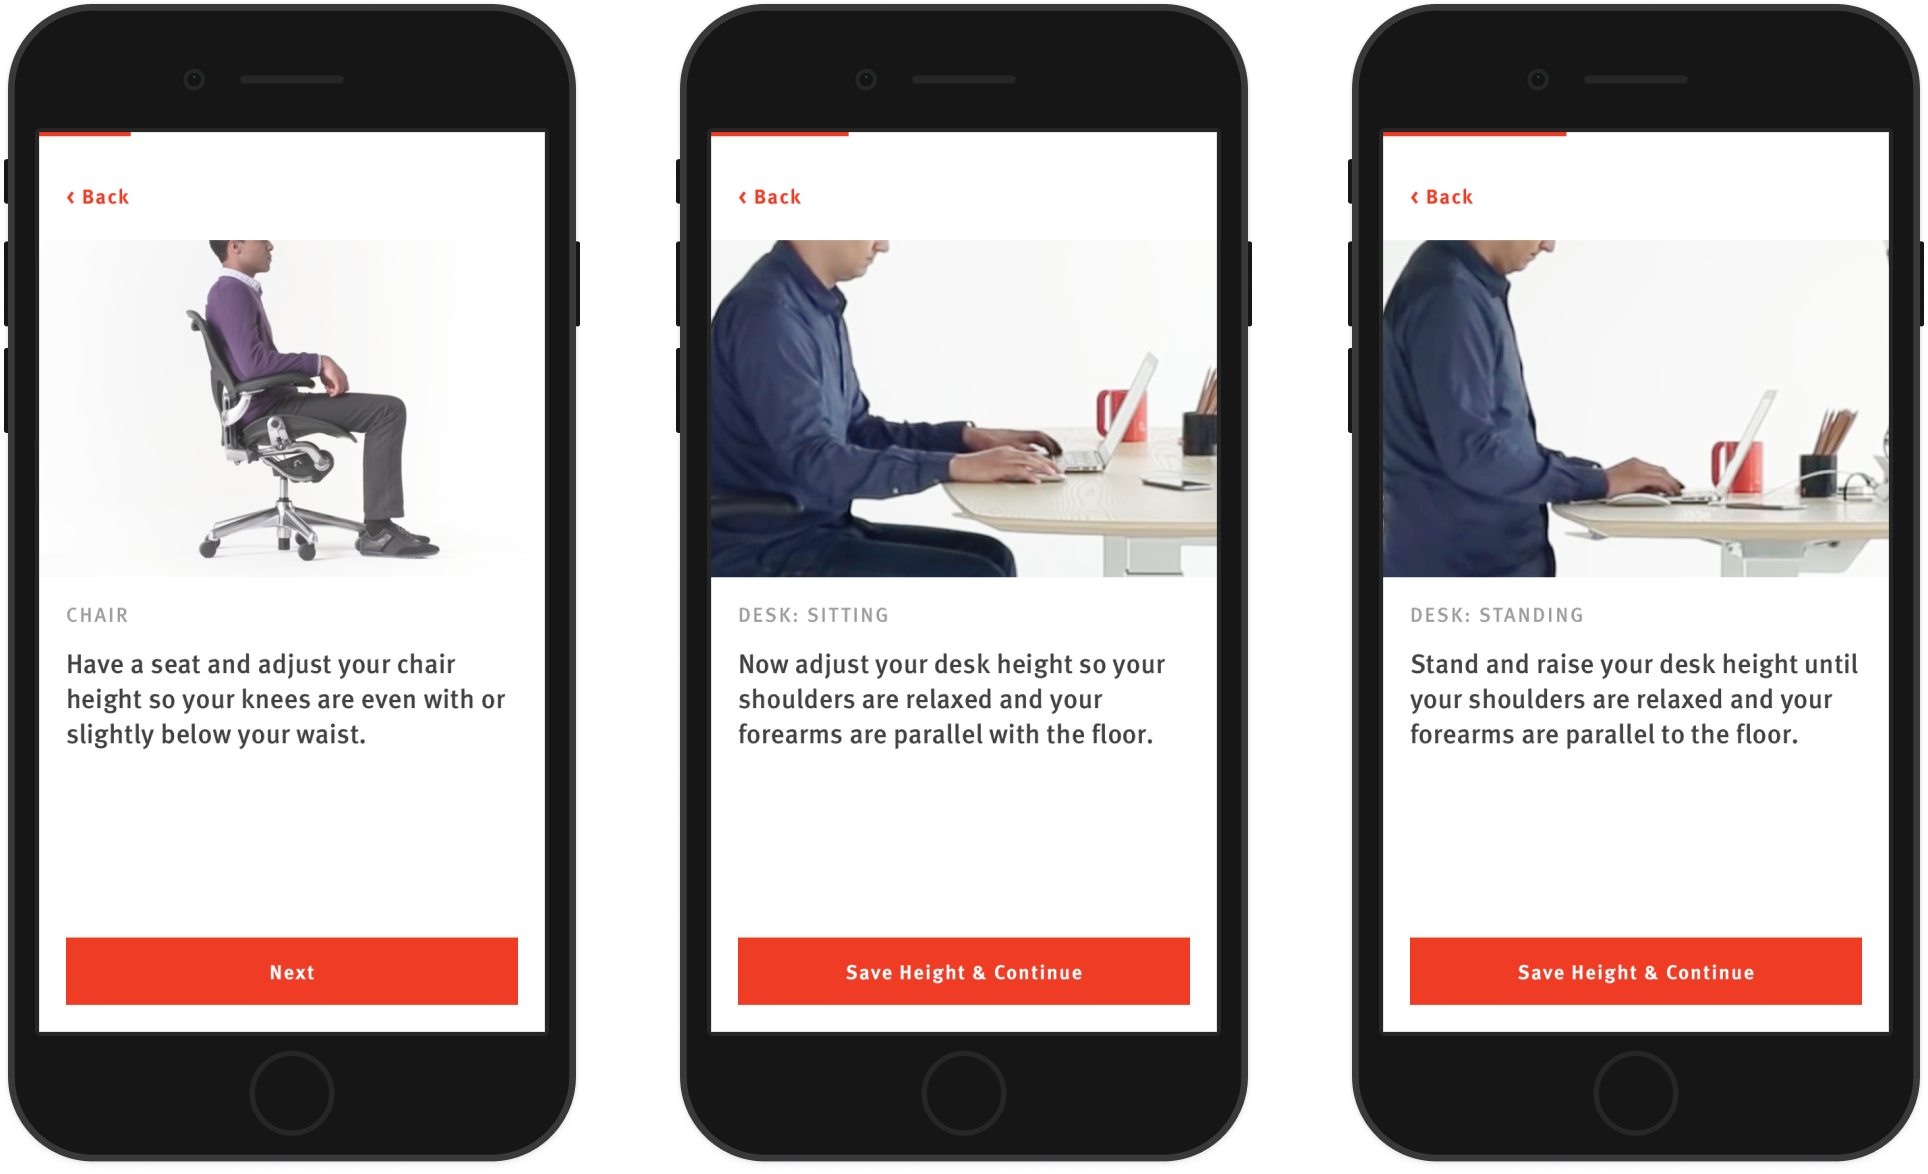 ‹ Back
CHAIR
Have a seat and adjust your chair
height so your knees are even with or
slightly below your waist.
Next
‹ Back
DESK: SITTING
Now adjust your desk height so your
shoulders are relaxed and your
forearms are parallel with the floor.
Save Height & Continue
‹ Back
DESK: STANDING
Stand and raise your desk height until
your shoulders are relaxed and your
forearms are parallel to the floor.
Save Height & Continue